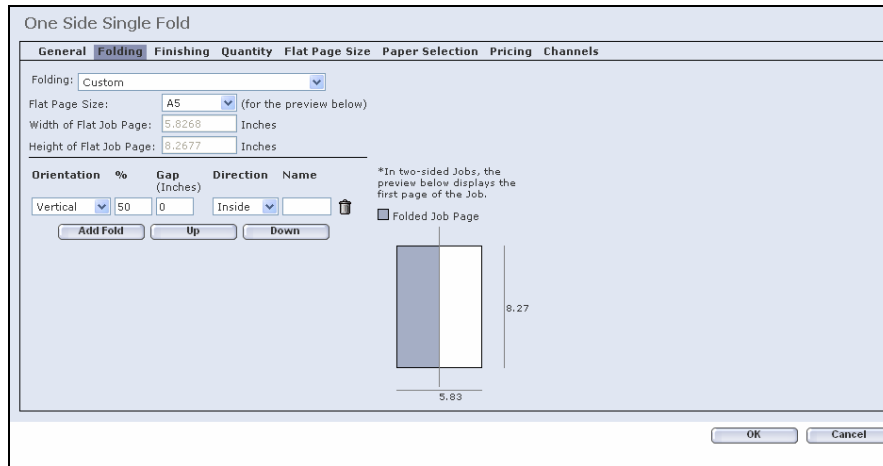 One Side Single Fold
General Folding Finishing Quantity Flat Page Size Paper Selection Pricing Channels
Folding: Custom
Flat Page Size: A5 (for the preview below)
Width of Flat Job Page: 5.8268 Inches
Height of Flat Job Page: 8.2677 Inches
Orientation % Gap (Inches) Direction Name
Vertical 50 0 Inside
Add Fold Up Down
*In two-sided Jobs, the
preview below displays the
first page of the Job.
Folded Job Page
8.27
5.83
OK Cancel